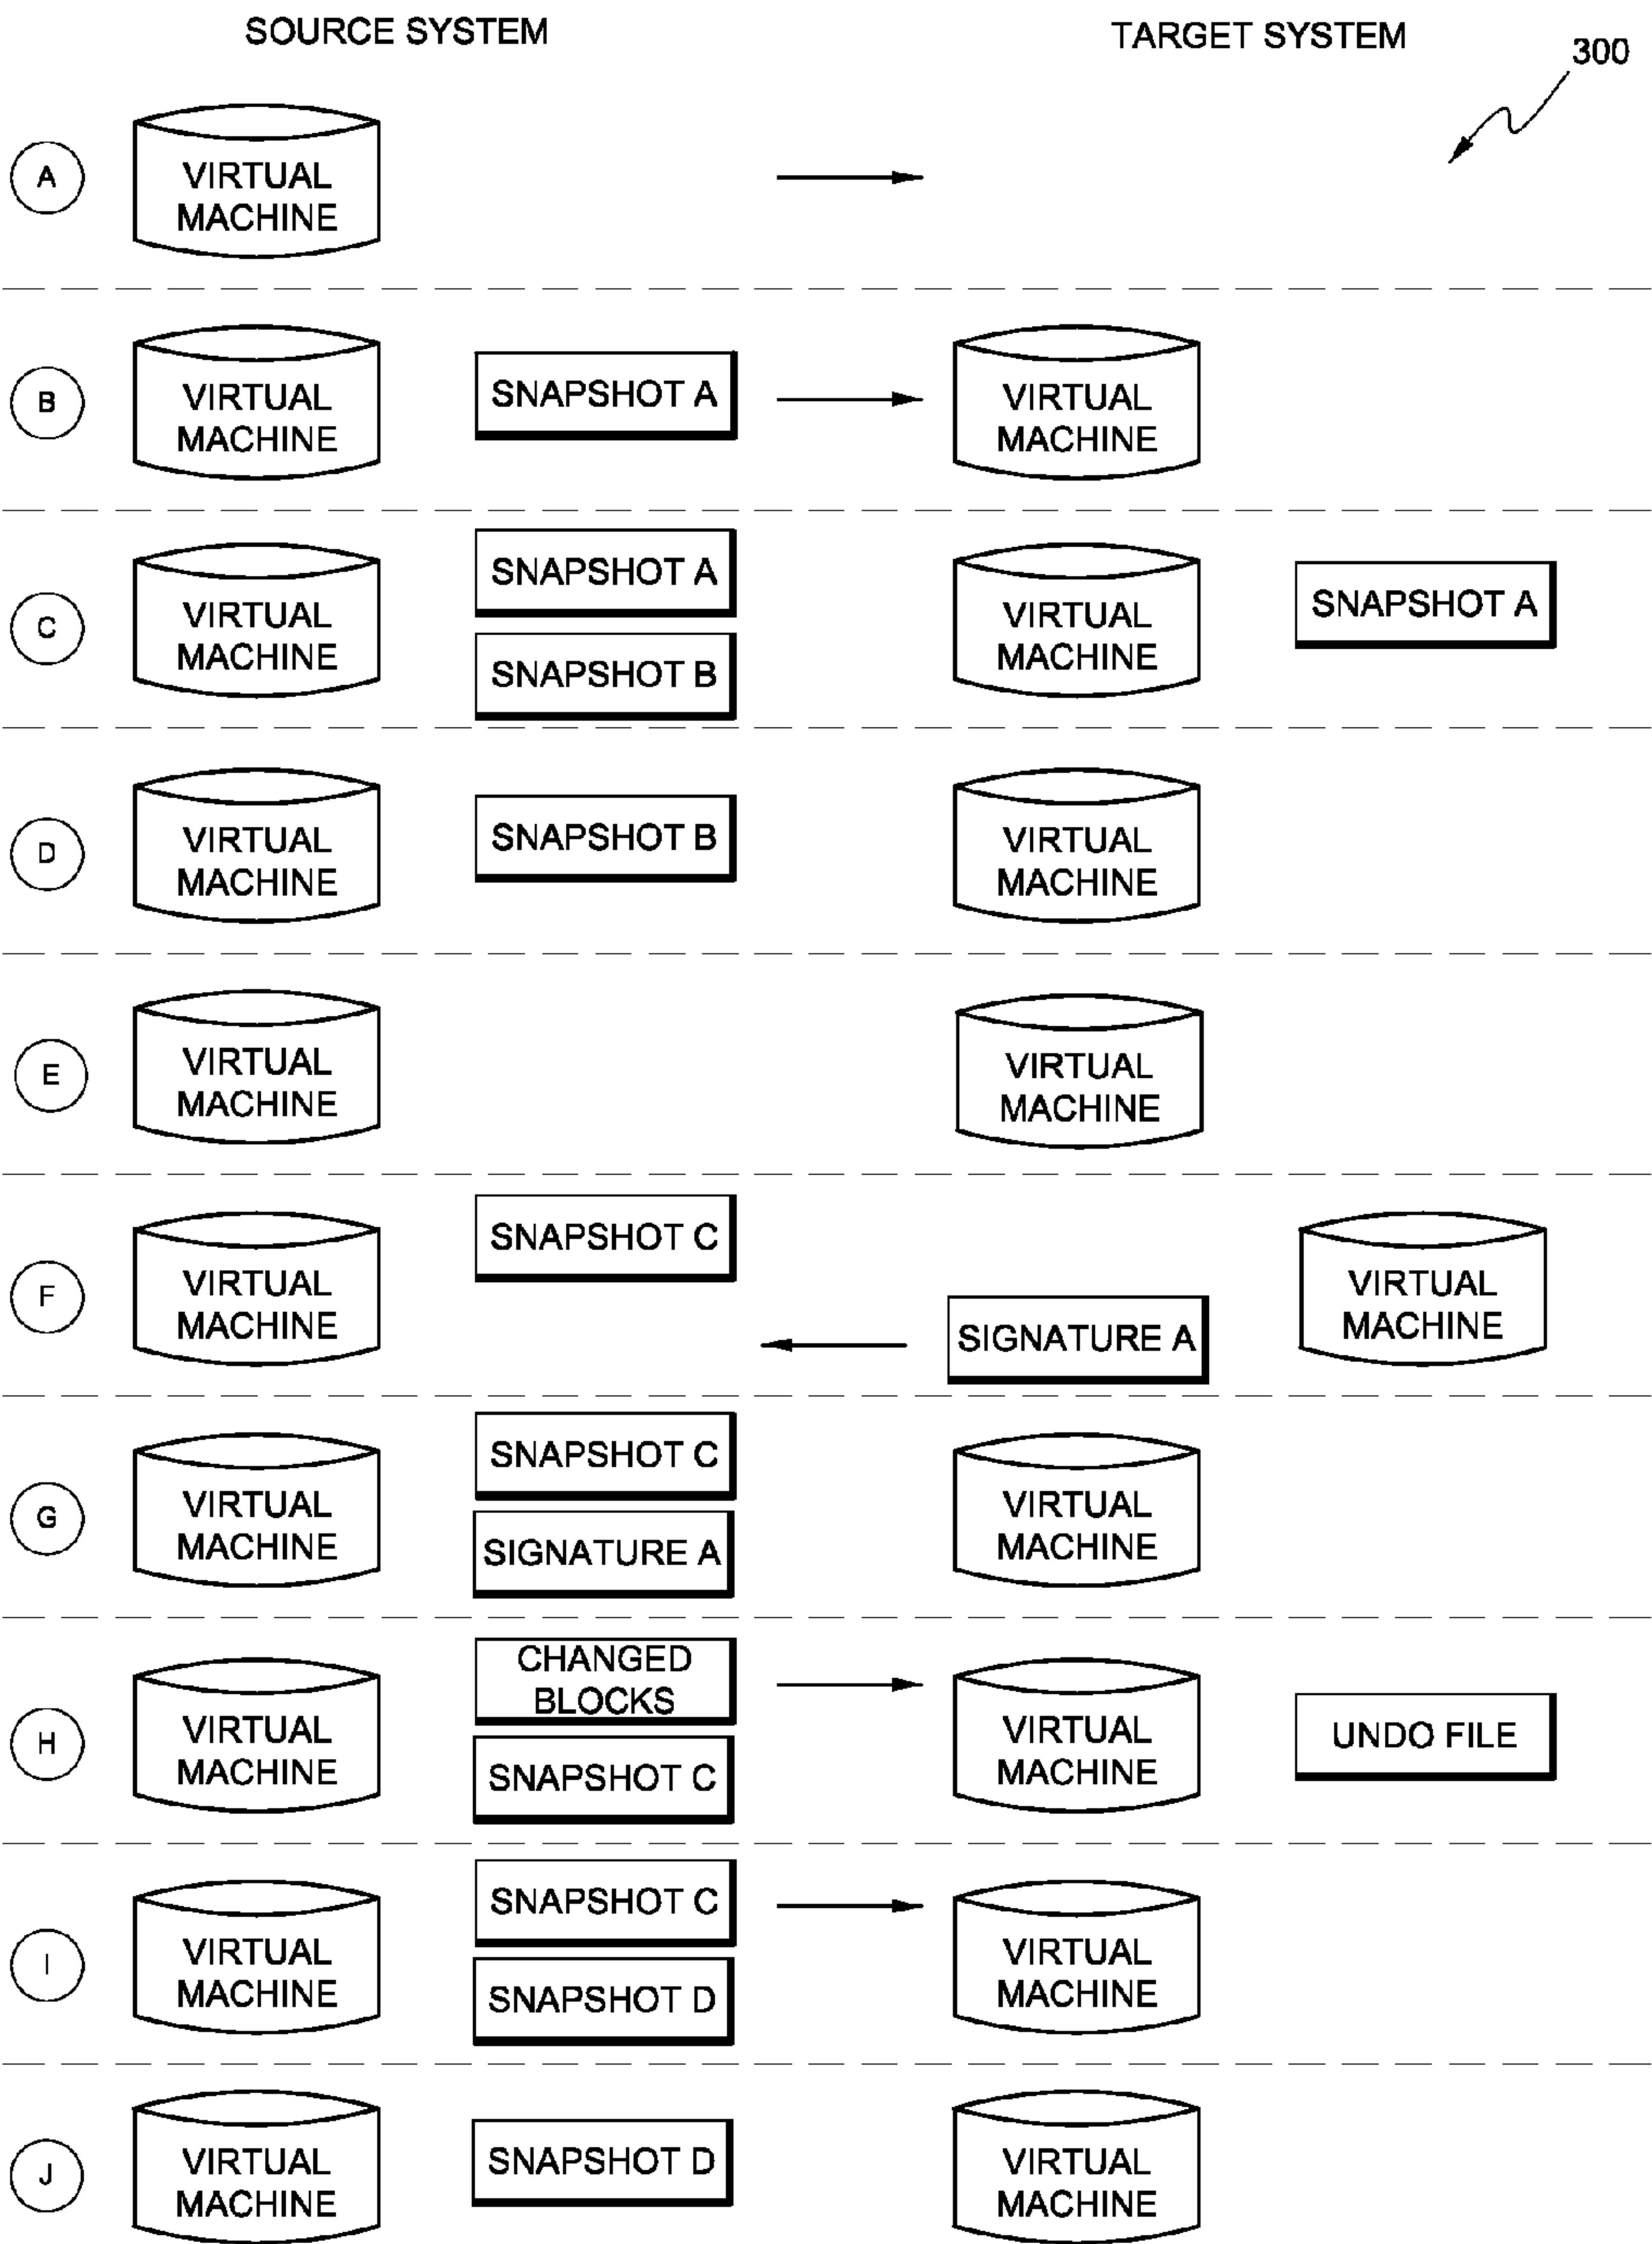 SOURCE SYSTEM
TARGET SYSTEM
300
A
VIRTUAL
MACHINE
B
VIRTUAL
MACHINE
SNAPSHOT A
VIRTUAL
MACHINE
C
VIRTUAL
MACHINE
SNAPSHOT A
SNAPSHOT B
VIRTUAL
MACHINE
SNAPSHOT A
D
VIRTUAL
MACHINE
SNAPSHOT B
VIRTUAL
MACHINE
E
VIRTUAL
MACHINE
VIRTUAL
MACHINE
F
VIRTUAL
MACHINE
SNAPSHOT C
SIGNATURE A
VIRTUAL
MACHINE
G
VIRTUAL
MACHINE
SNAPSHOT C
SIGNATURE A
VIRTUAL
MACHINE
H
VIRTUAL
MACHINE
CHANGED
BLOCKS
SNAPSHOT C
VIRTUAL
MACHINE
UNDO FILE
I
VIRTUAL
MACHINE
SNAPSHOT C
SNAPSHOT D
VIRTUAL
MACHINE
J
VIRTUAL
MACHINE
SNAPSHOT D
VIRTUAL
MACHINE